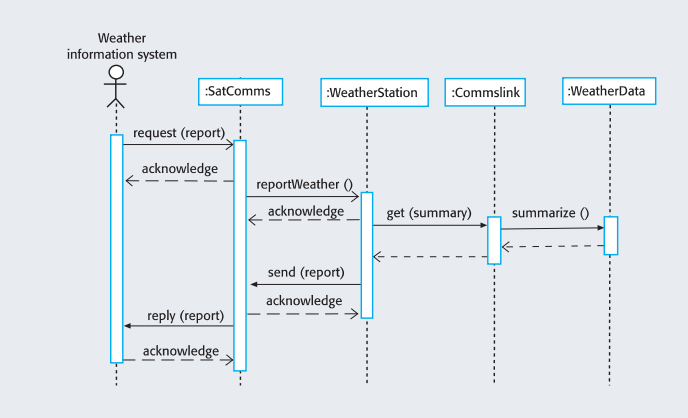 Weather
information system
:SatComms
:WeatherStation
:Commslink
:WeatherData
request (report)
acknowledge
reportWeather ()
acknowledge
get (summary)
summarize ()
send (report)
acknowledge
reply (report)
acknowledge